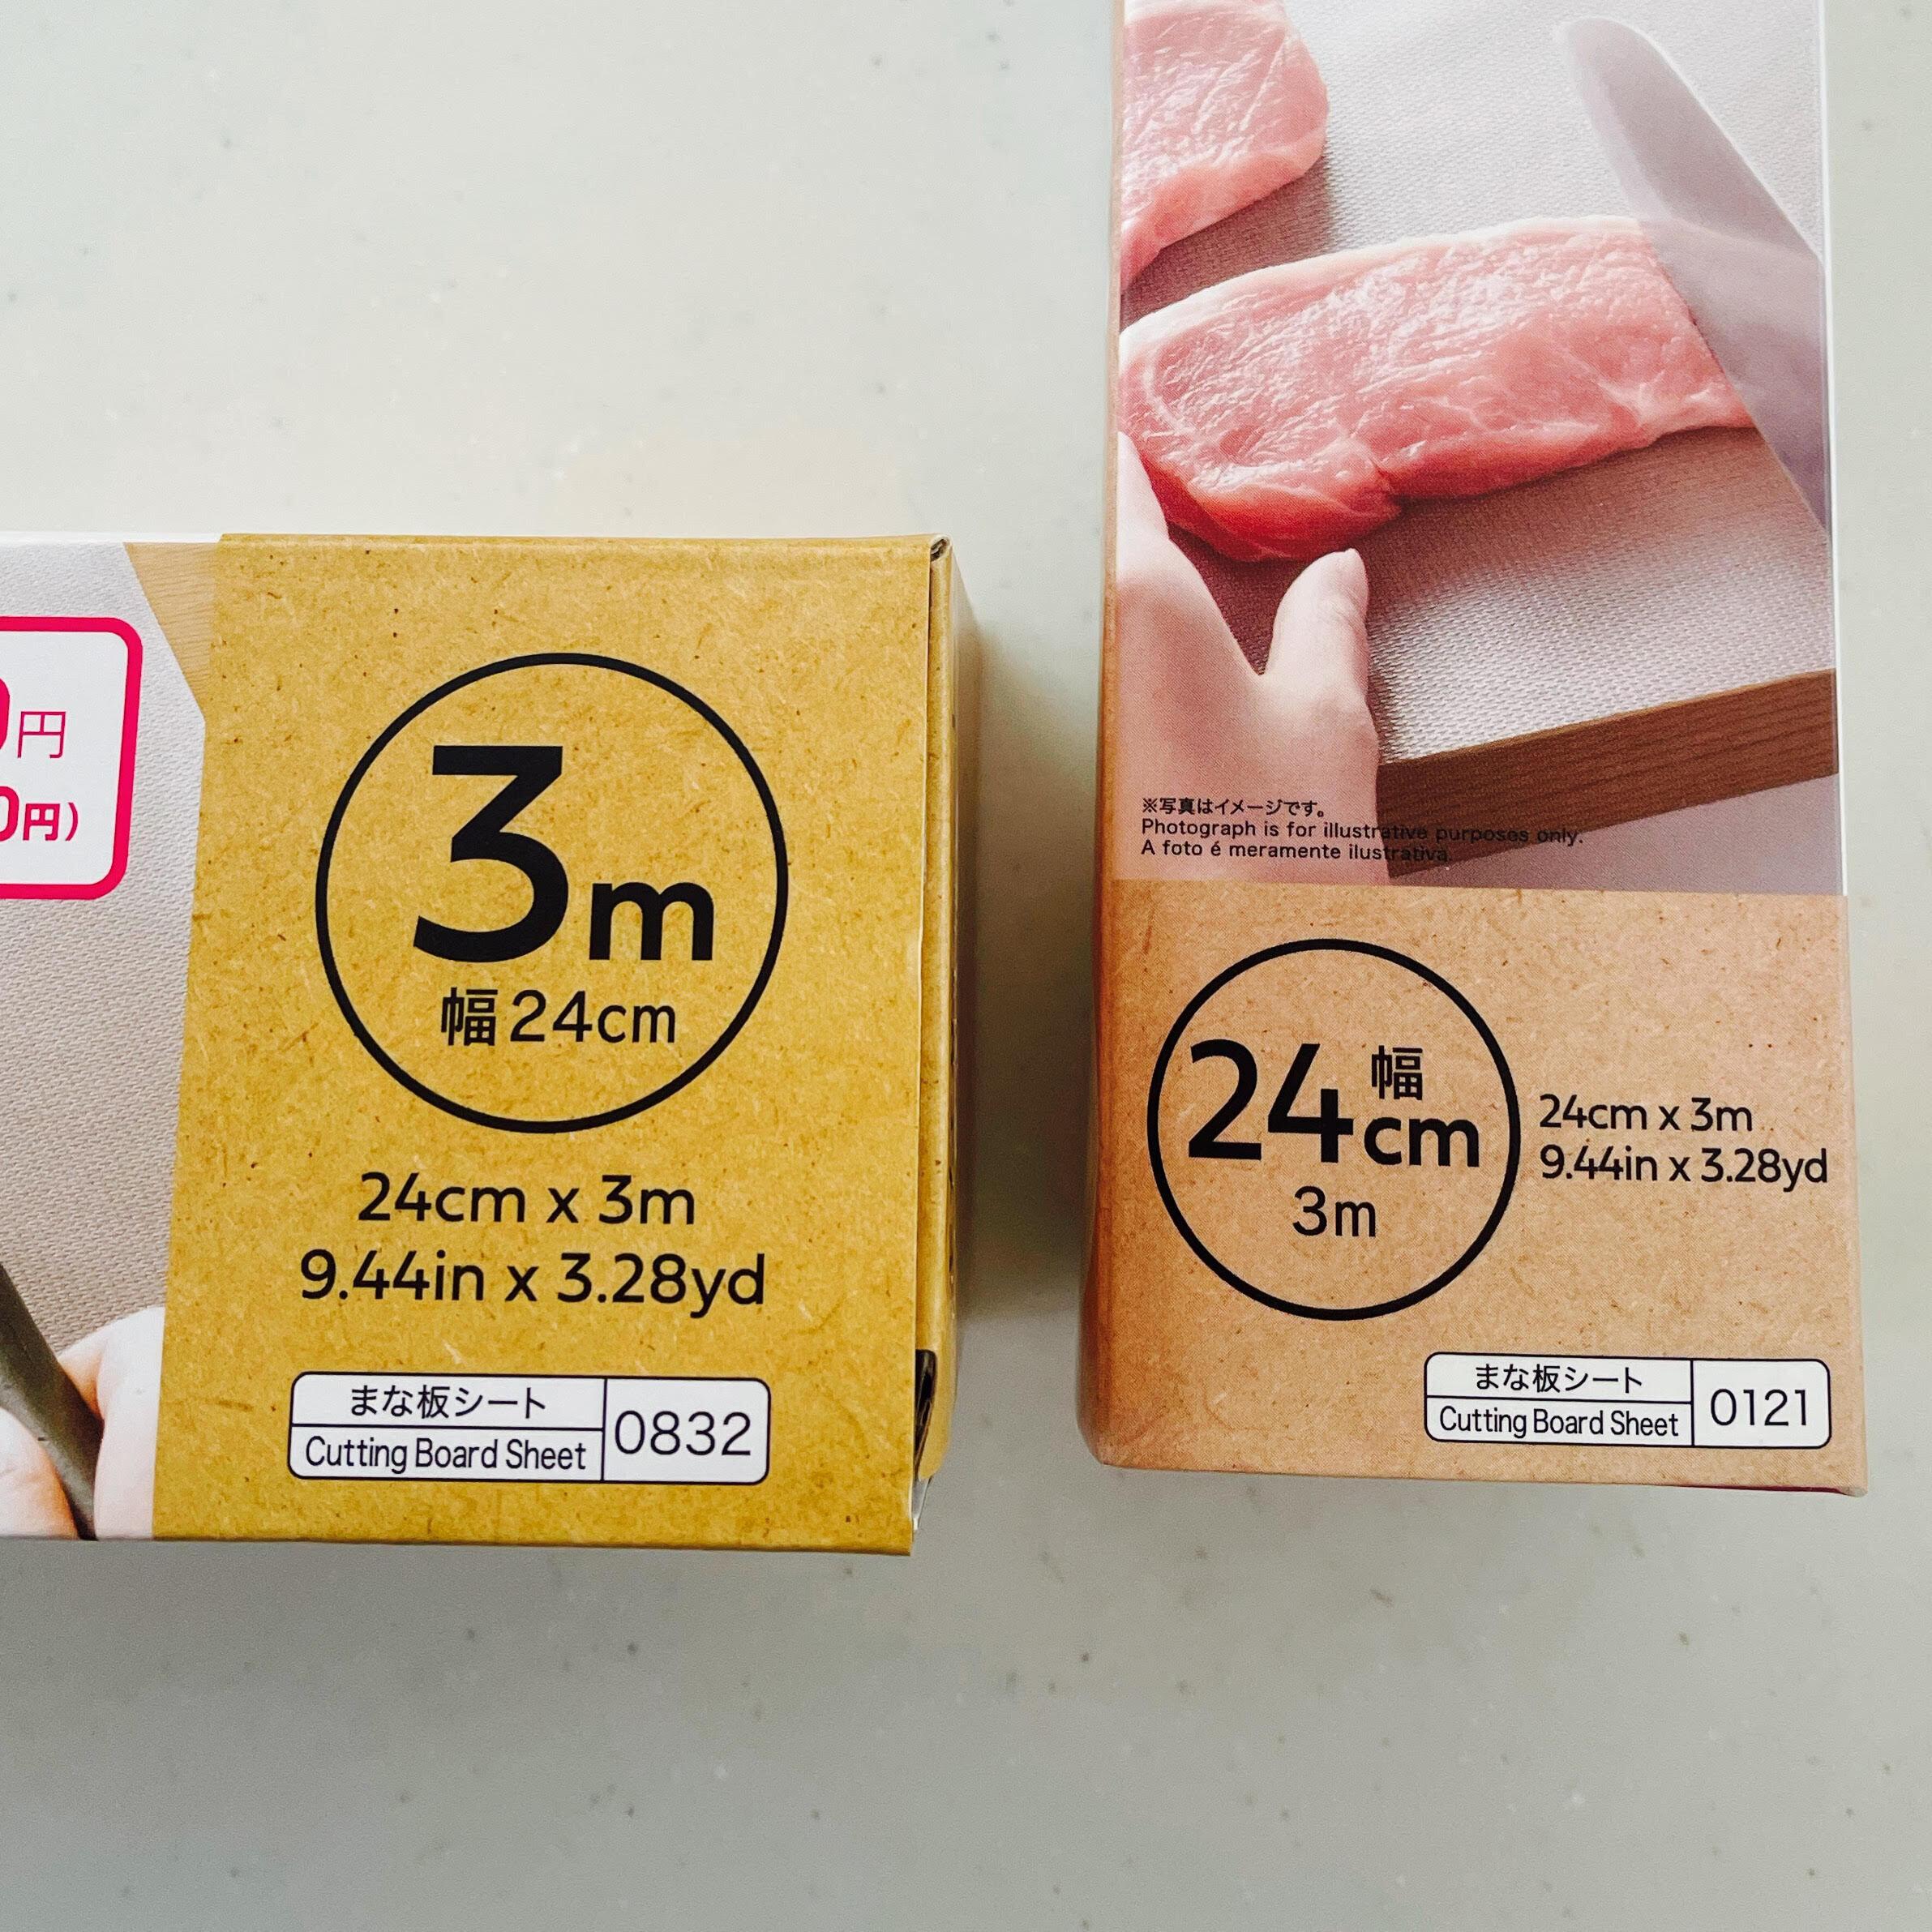 円
0円)
3m
幅24cm
24cm x 3m
9.44in x 3.28yd
まな板シート
Cutting Board Sheet
0832
※写真はイメージです。
Photograph is for illustrative purposes only.
A foto é meramente ilustrativa.
24cm
幅
3m
24cm x 3m
9.44in x 3.28yd
まな板シート
Cutting Board Sheet
0121